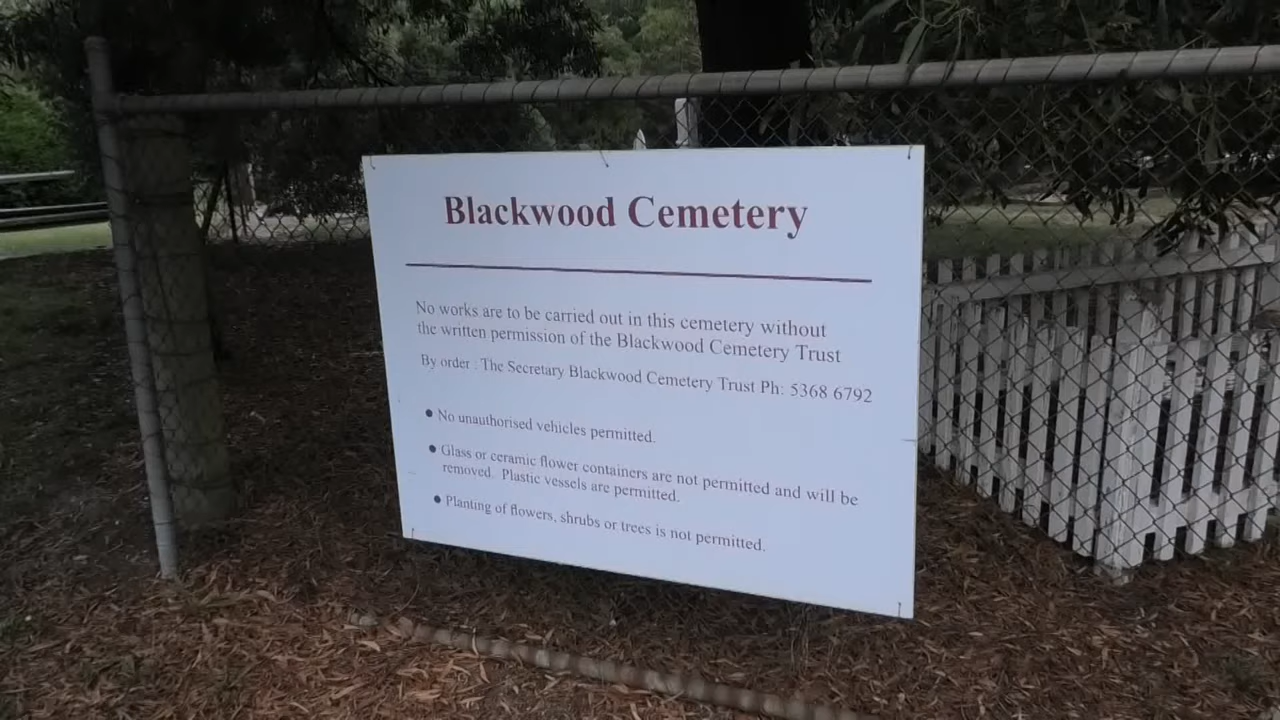 Blackwood Cemetery
No works are to be carried out in this cemetery without
the written permission of the Blackwood Cemetery Trust
By order : The Secretary Blackwood Cemetery Trust Ph: 5368 6792
● No unauthorised vehicles permitted.
● Glass or ceramic flower containers are not permitted and will be
removed. Plastic vessels are permitted.
● Planting of flowers, shrubs or trees is not permitted.